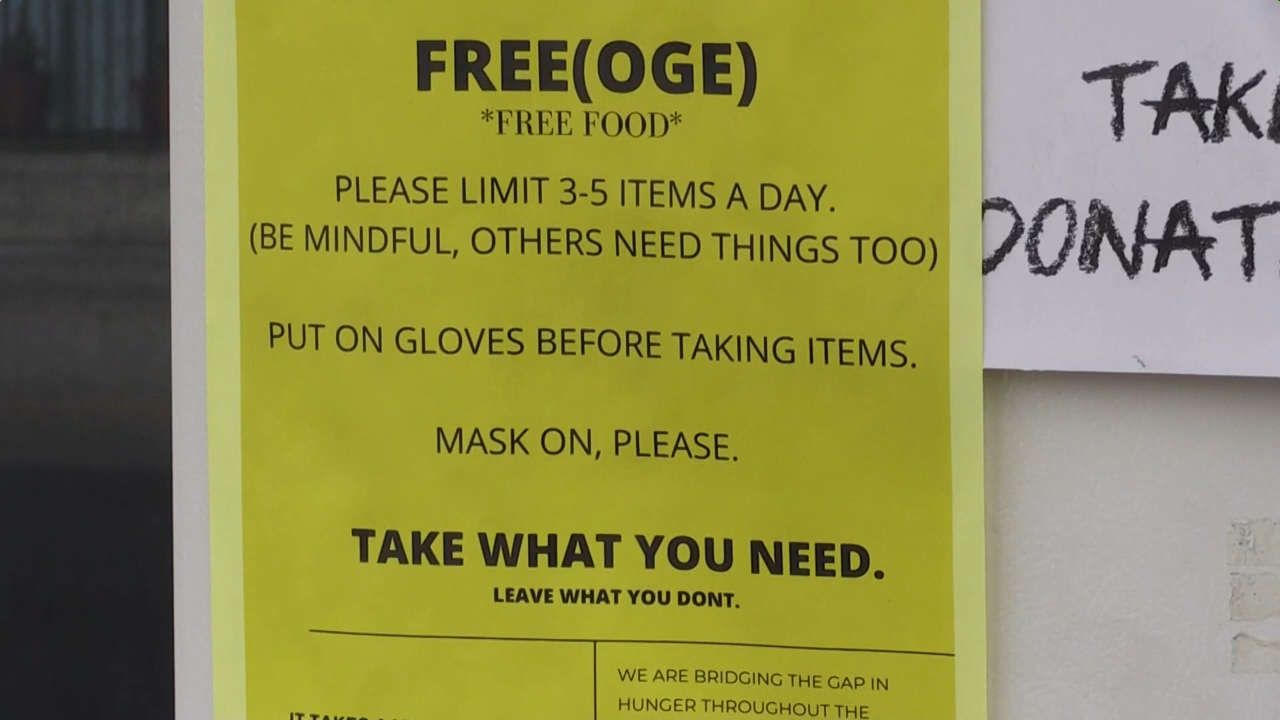 FREE(OGE)
*FREE FOOD*
PLEASE LIMIT 3-5 ITEMS A DAY.
(BE MINDFUL, OTHERS NEED THINGS TOO)
PUT ON GLOVES BEFORE TAKING ITEMS.
MASK ON, PLEASE.
TAKE WHAT YOU NEED.
LEAVE WHAT YOU DONT.
WE ARE BRIDGING THE GAP IN
HUNGER THROUGHOUT THE
IT TAKES
TAK
DONAT